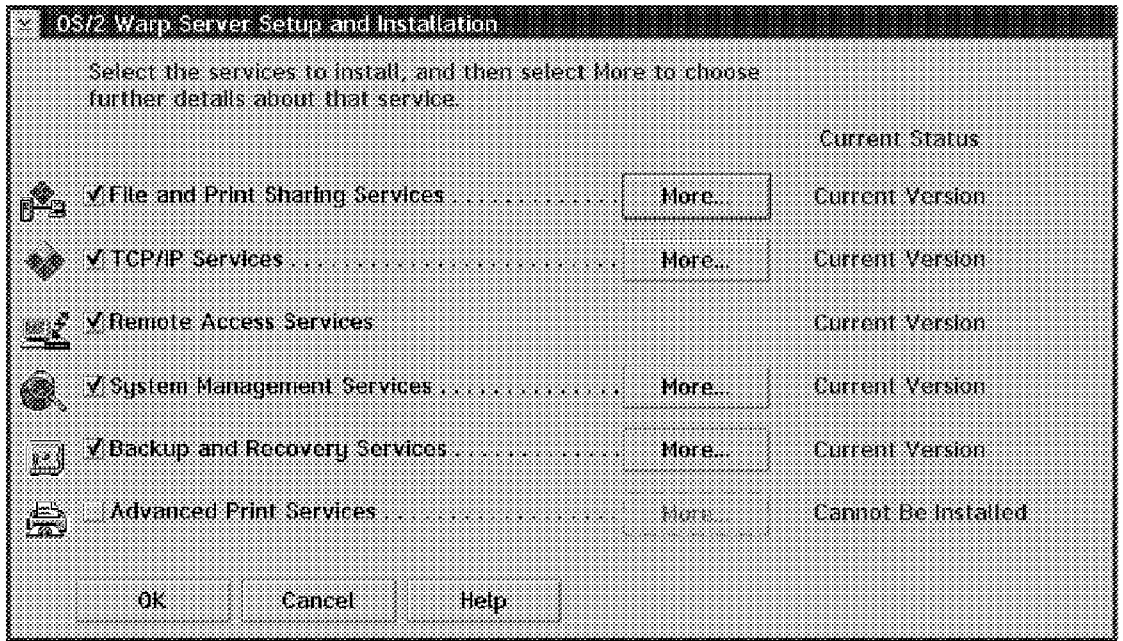 OS/2 Warp Server Setup and Installation
Select the services to install, and then select More to choose
further details about that service.
Current Status
File and Print Sharing Services . . . . . . . . . . . . . More... Current Version
TCP/IP Services . . . . . . . . . . . . . . . . . . . . . . . . . More... Current Version
Remote Access Services Current Version
System Management Services . . . . . . . . . . . . . . More... Current Version
Backup and Recovery Services . . . . . . . . . . . . . More... Current Version
Advanced Print Services . . . . . . . . . . . . . . . . . . More... Cannot Be Installed
OK Cancel Help